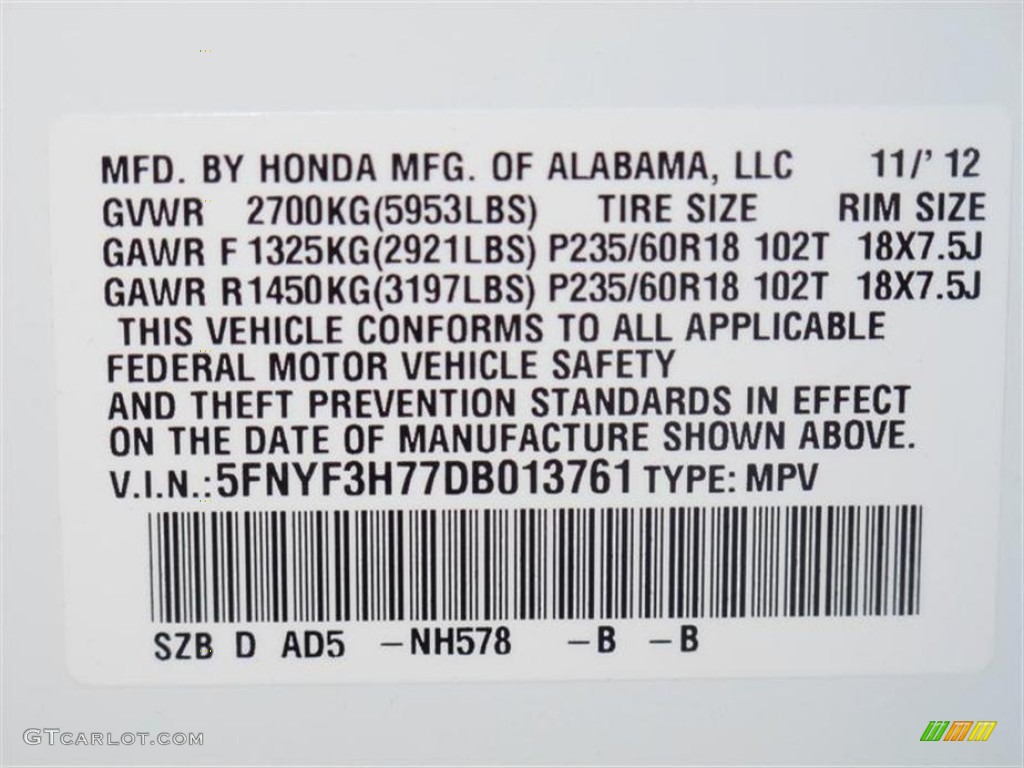 MFD. BY HONDA MFG. OF ALABAMA, LLC 11/' 12
GVWR 2700KG(5953LBS) TIRE SIZE RIM SIZE
GAWR F 1325KG(2921LBS) P235/60R18 102T 18X7.5J
GAWR R1450KG(3197LBS) P235/60R18 102T 18X7.5J
THIS VEHICLE CONFORMS TO ALL APPLICABLE
FEDERAL MOTOR VEHICLE SAFETY
AND THEFT PREVENTION STANDARDS IN EFFECT
ON THE DATE OF MANUFACTURE SHOWN ABOVE.
V.I.N.:5FNYF3H77DB013761 TYPE: MPV
SZB D AD5 -NH578 -B -B
GTCARLOT.COM